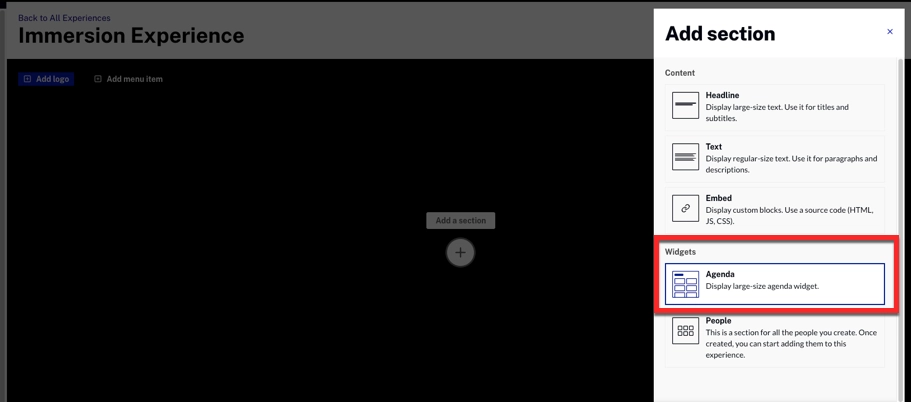 Back to All Experiences
Immersion Experience
Add logo
Add menu item
Add a section
Add section
Content
Headline
Display large-size text. Use it for titles and
subtitles.
Text
Display regular-size text. Use it for paragraphs and
descriptions.
Embed
Display custom blocks. Use a source code (HTML,
JS, CSS).
Widgets
Agenda
Display large-size agenda widget.
People
This is a section for all the people you create. Once
created, you can start adding them to this
experience.